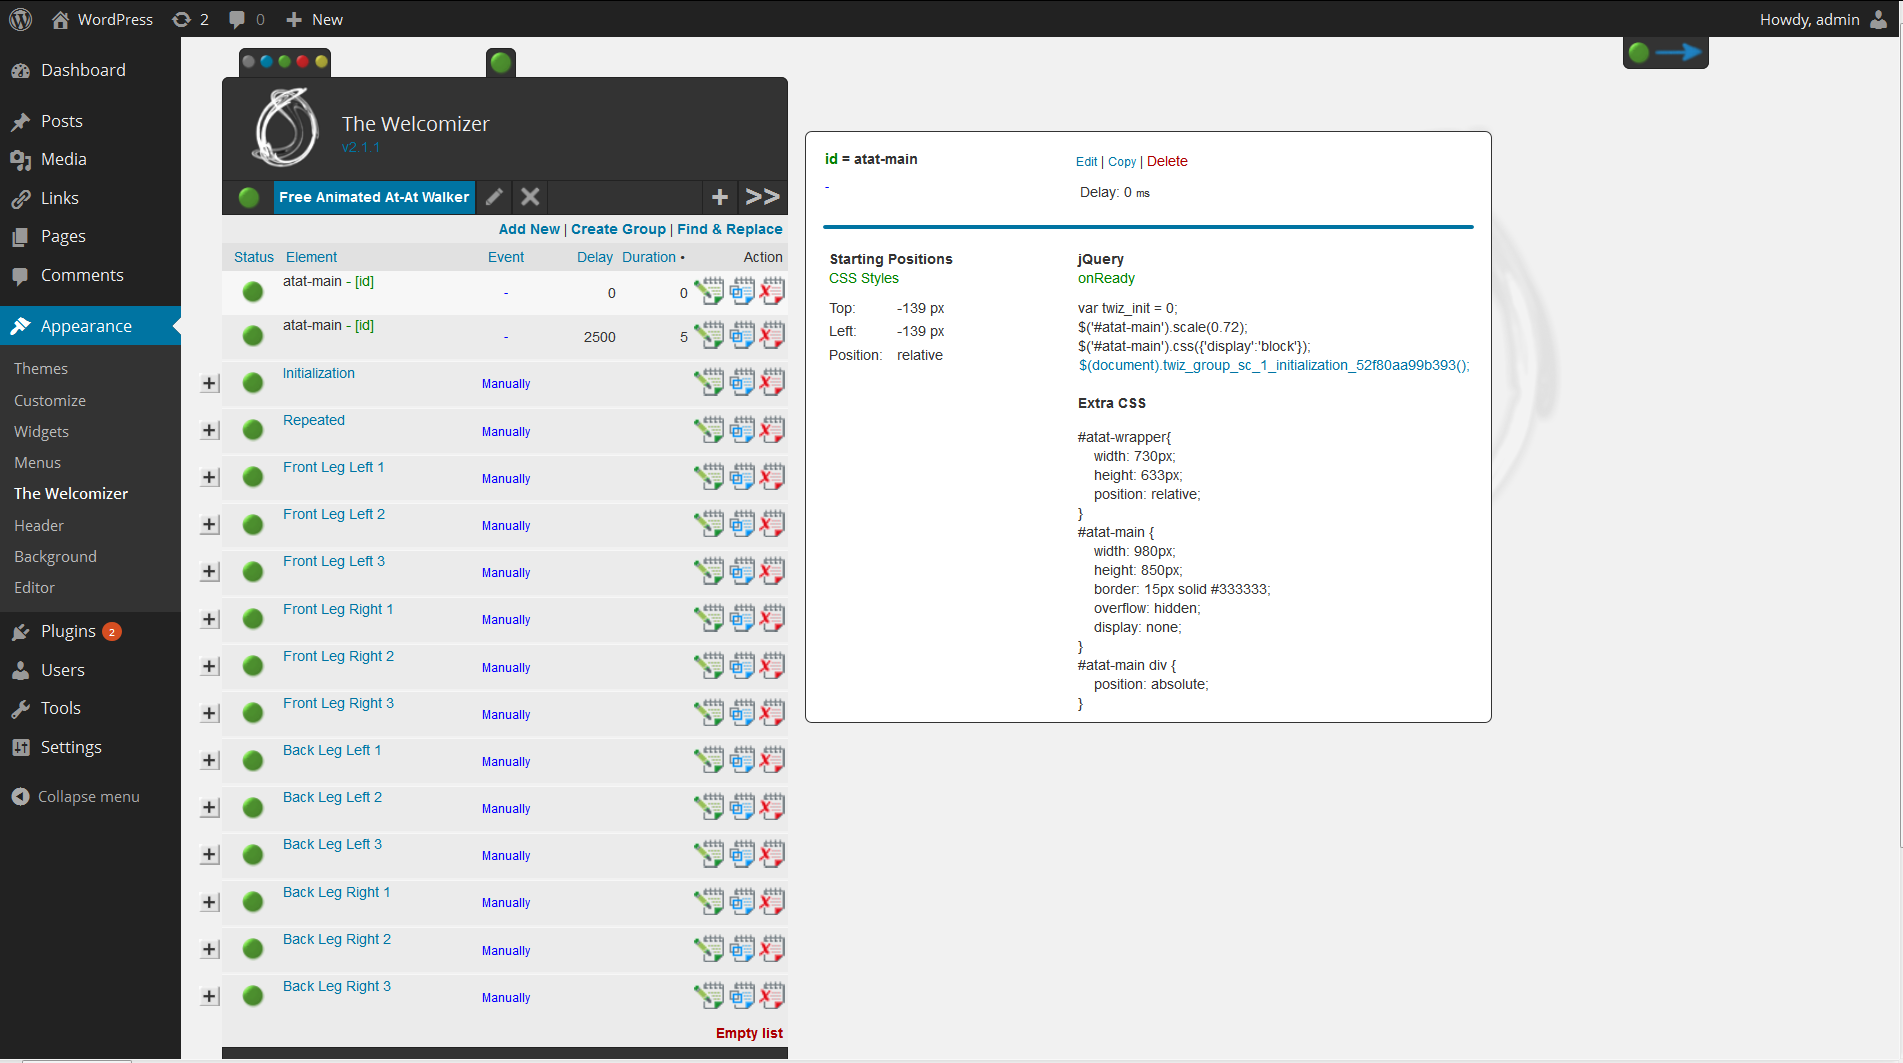 WordPress 2 0 New Howdy, admin
Dashboard
Posts
Media
Links
Pages
Comments
Appearance
Themes
Customize
Widgets
Menus
The Welcomizer
Header
Background
Editor
Plugins 2
Users
Tools
Settings
Collapse menu
The Welcomizer
v2.1.1
Free Animated At-At Walker + >>
Add New | Create Group | Find & Replace
Status Element Event Delay Duration • Action
atat-main - [id] - 0 0
atat-main - [id] - 2500 5
+ Initialization Manually
+ Repeated Manually
+ Front Leg Left 1 Manually
+ Front Leg Left 2 Manually
+ Front Leg Left 3 Manually
+ Front Leg Right 1 Manually
+ Front Leg Right 2 Manually
+ Front Leg Right 3 Manually
+ Back Leg Left 1 Manually
+ Back Leg Left 2 Manually
+ Back Leg Left 3 Manually
+ Back Leg Right 1 Manually
+ Back Leg Right 2 Manually
+ Back Leg Right 3 Manually
Empty list
id = atat-main Edit | Copy | Delete
- Delay: 0 ms
Starting Positions
CSS Styles
Top: -139 px
Left: -139 px
Position: relative
jQuery
onReady
var twiz_init = 0;
$('#atat-main').scale(0.72);
$('#atat-main').css({'display':'block'});
$(document).twiz_group_sc_1_initialization_52f80aa99b393();
Extra CSS
#atat-wrapper{
width: 730px;
height: 633px;
position: relative;
}
#atat-main {
width: 980px;
height: 850px;
border: 15px solid #333333;
overflow: hidden;
display: none;
}
#atat-main div {
position: absolute;
}